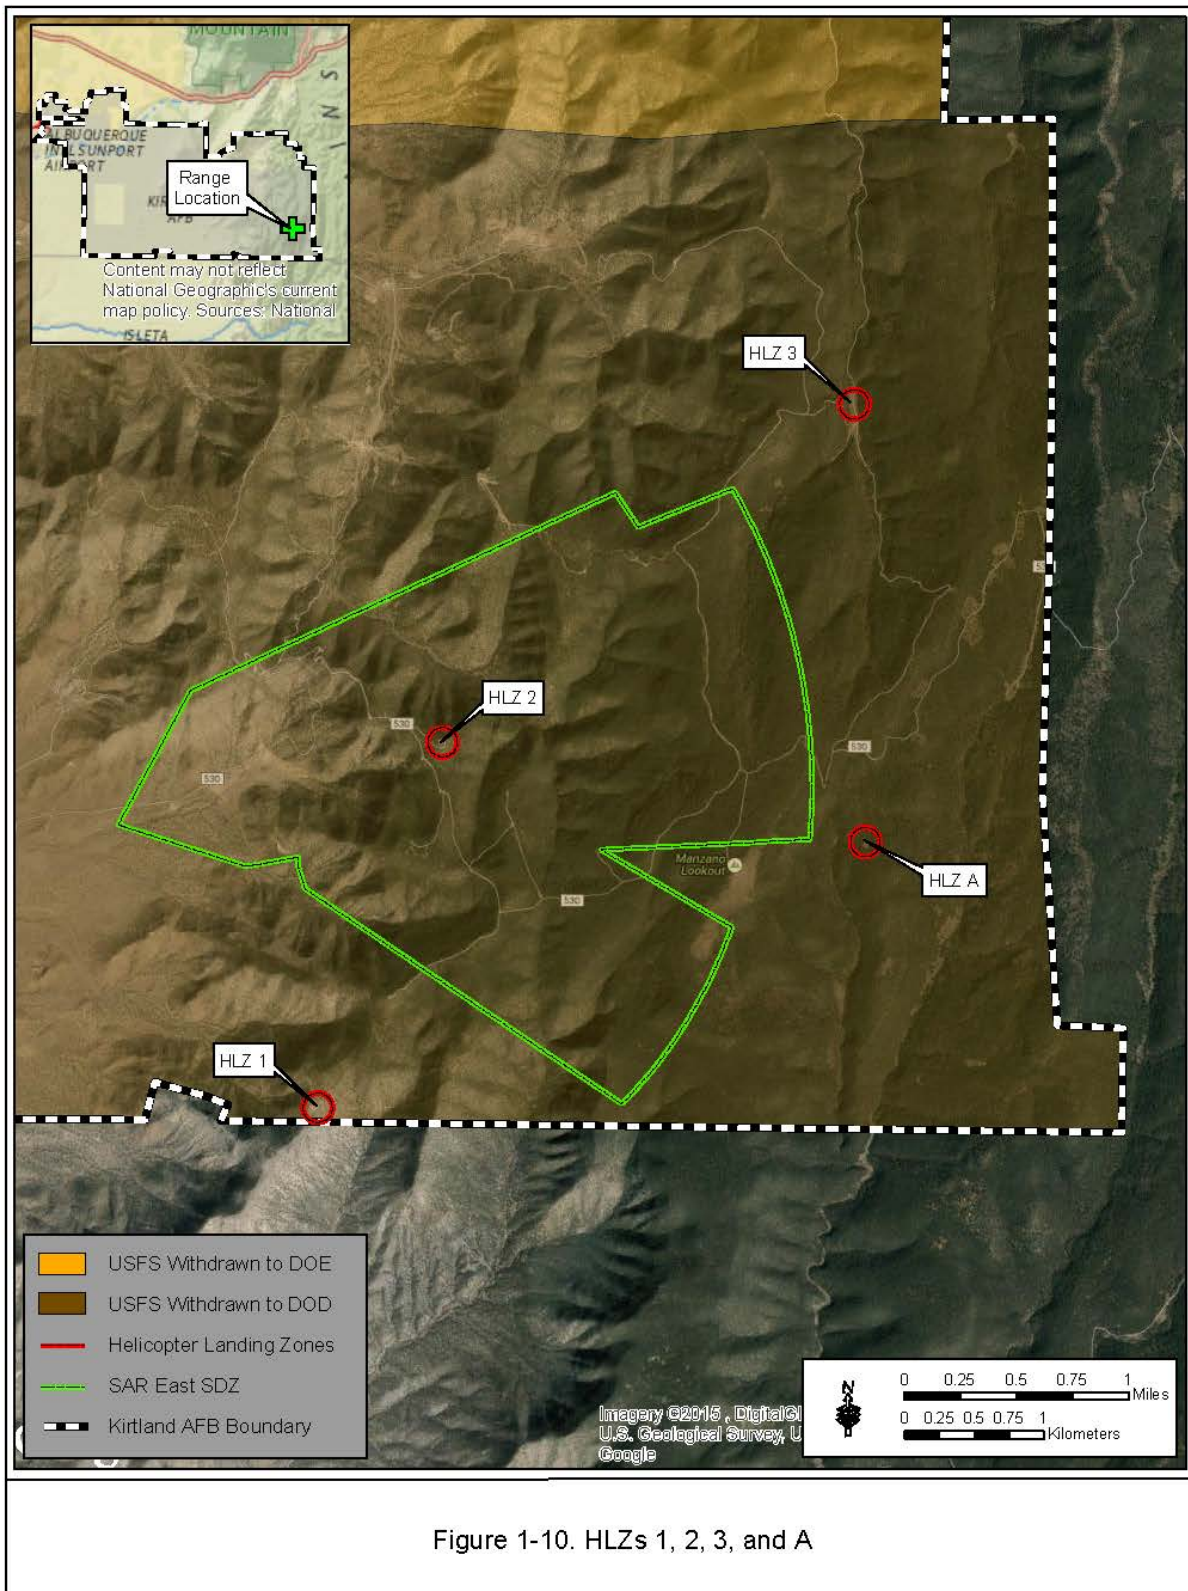 MOUNTAIN
ALBUQUERQUE
INT'L SUNPORT
AIRPORT
Range
Location
AFB
Content may not reflect
National Geographic's current
map policy. Sources: National
ISLETA
HLZ 3
HLZ 2
530
530
530
Manzano
Lookout
HLZ A
530
HLZ 1
USFS Withdrawn to DOE
USFS Withdrawn to DOD
Helicopter Landing Zones
SAR East SDZ
Kirtland AFB Boundary
Imagery ©2015 , DigitalGl
U.S. Geological Survey, U
Google
N
0 0.25 0.5 0.75 1
Miles
0 0.25 0.5 0.75 1
Kilometers
Figure 1-10. HLZs 1, 2, 3, and A